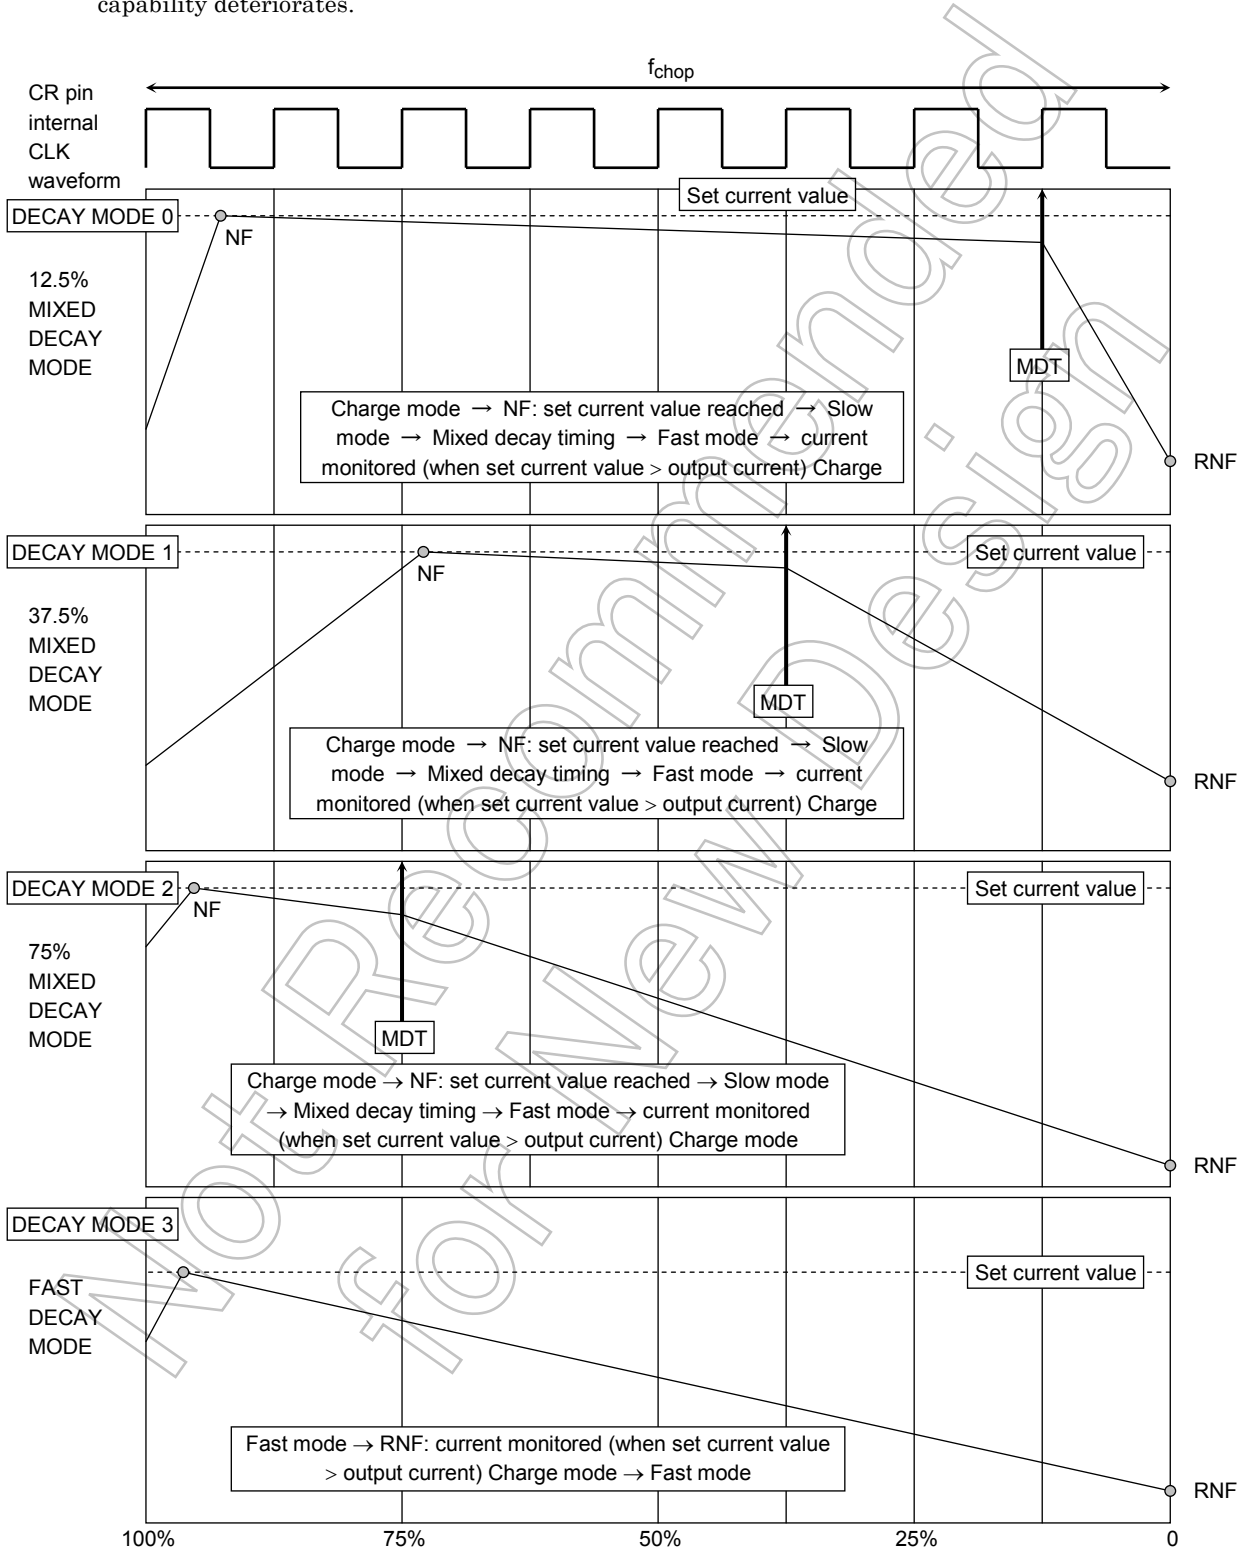 capability deteriorates.
fchop
CR pin
internal
CLK
waveform
Set current value
DECAY MODE 0
NF
12.5%
MIXED
DECAY
MODE
MDT
Charge mode → NF: set current value reached → Slow
mode → Mixed decay timing → Fast mode → current
monitored (when set current value > output current) Charge
RNF
DECAY MODE 1
Set current value
NF
37.5%
MIXED
DECAY
MODE
MDT
Charge mode → NF: set current value reached → Slow
mode → Mixed decay timing → Fast mode → current
monitored (when set current value > output current) Charge
RNF
DECAY MODE 2
Set current value
NF
75%
MIXED
DECAY
MODE
MDT
Charge mode → NF: set current value reached → Slow mode
→ Mixed decay timing → Fast mode → current monitored
(when set current value > output current) Charge mode
RNF
DECAY MODE 3
Set current value
FAST
DECAY
MODE
Fast mode → RNF: current monitored (when set current value
> output current) Charge mode → Fast mode
RNF
100%
75%
50%
25%
0
Not Recommended
for New Design